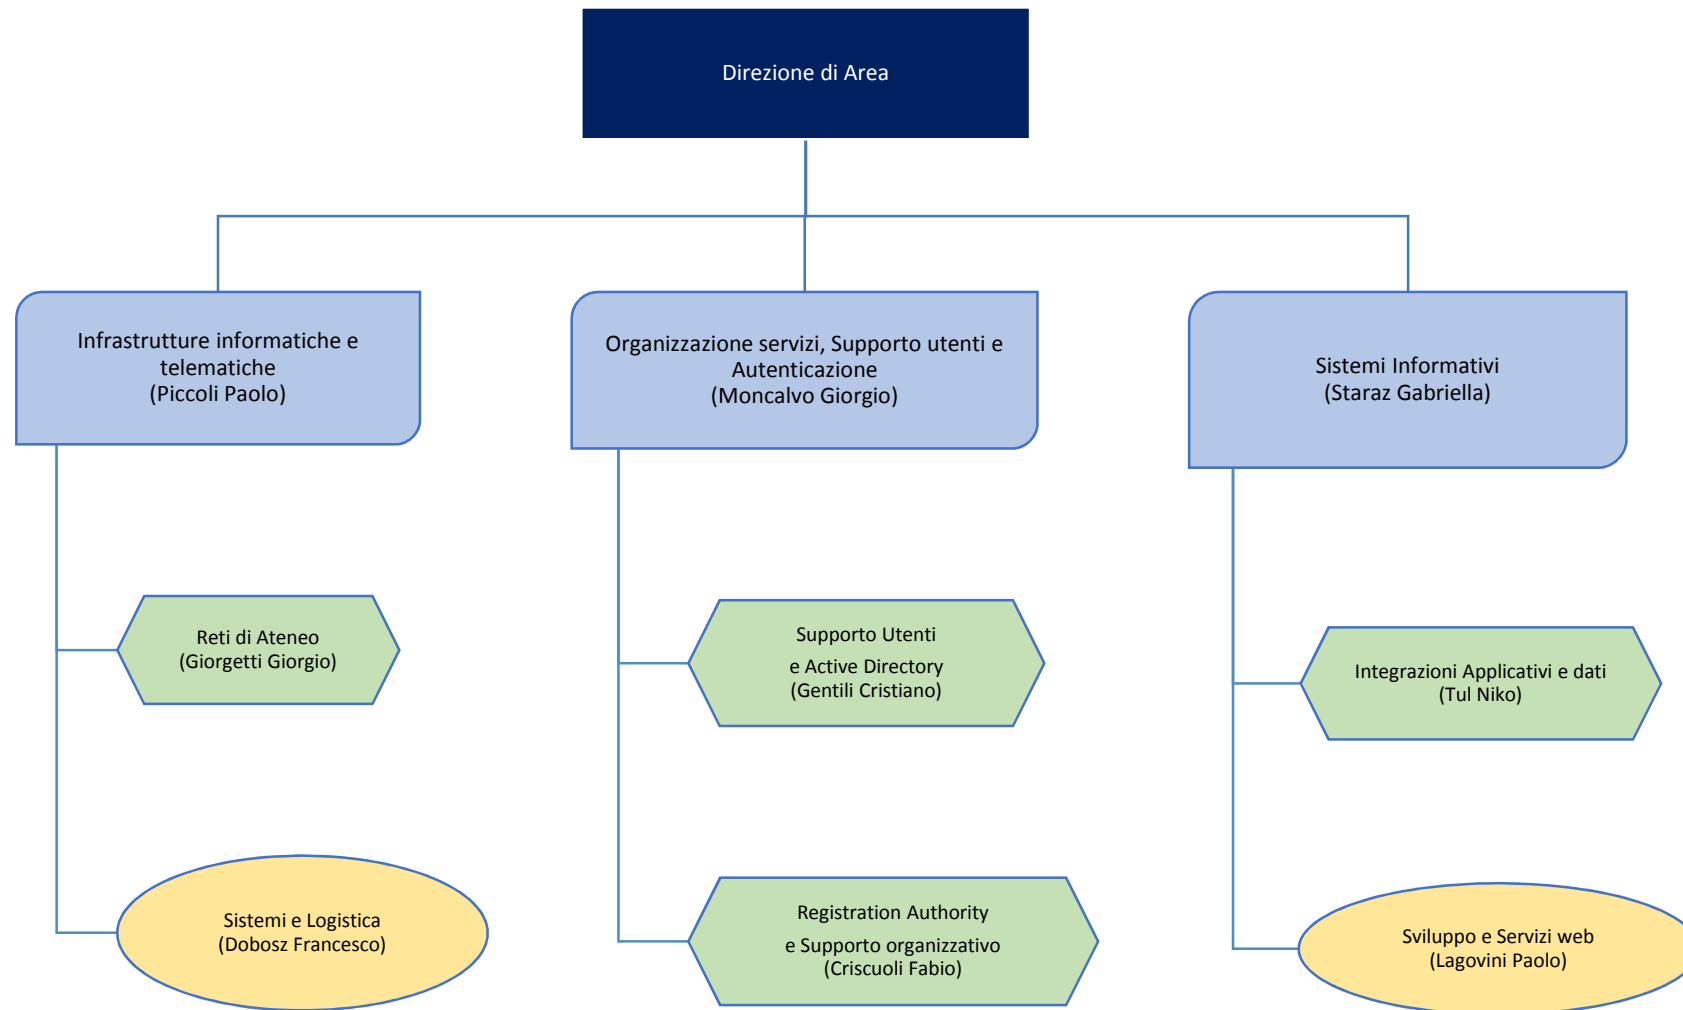 Direzione di Area
Infrastrutture informatiche e
telematiche
(Piccoli Paolo)
Organizzazione servizi, Supporto utenti e
Autenticazione
(Moncalvo Giorgio)
Sistemi Informativi
(Staraz Gabriella)
Reti di Ateneo
(Giorgetti Giorgio)
Supporto Utenti
e Active Directory
(Gentili Cristiano)
Integrazioni Applicativi e dati
(Tul Niko)
Sistemi e Logistica
(Dobosz Francesco)
Registration Authority
e Supporto organizzativo
(Criscuoli Fabio)
Sviluppo e Servizi web
(Lagovini Paolo)